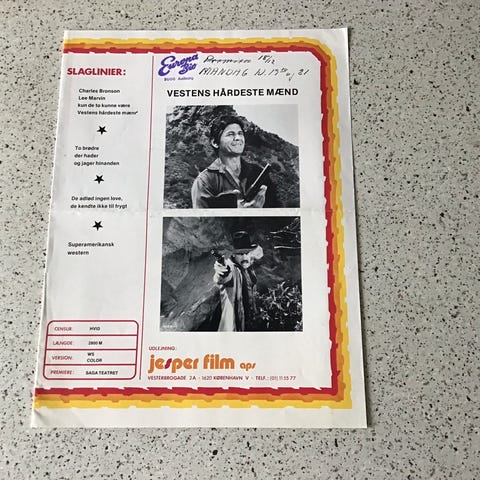 SLAGLINIER:
Charles Bronson
Lee Marvin
kun de to kunne være
Vestens hårdeste mænd"
To brødre
der hader
og jager hinanden
De adlød ingen love,
de kendte ikke til frygt
Superamerikansk
western
CENSUR: HVID
LÆNGDE: 2800 M
VERSION: WS
COLOR
PREMIERE: SAGA TEATRET
Europa
Bio
MANDAG
VESTENS HÅRDESTE MÆND
UDLEJNING:
jesper film aps
VESTERBROGADE 2A - 1620 KØBENHAVN V - TELF.: (01) 11 55 77